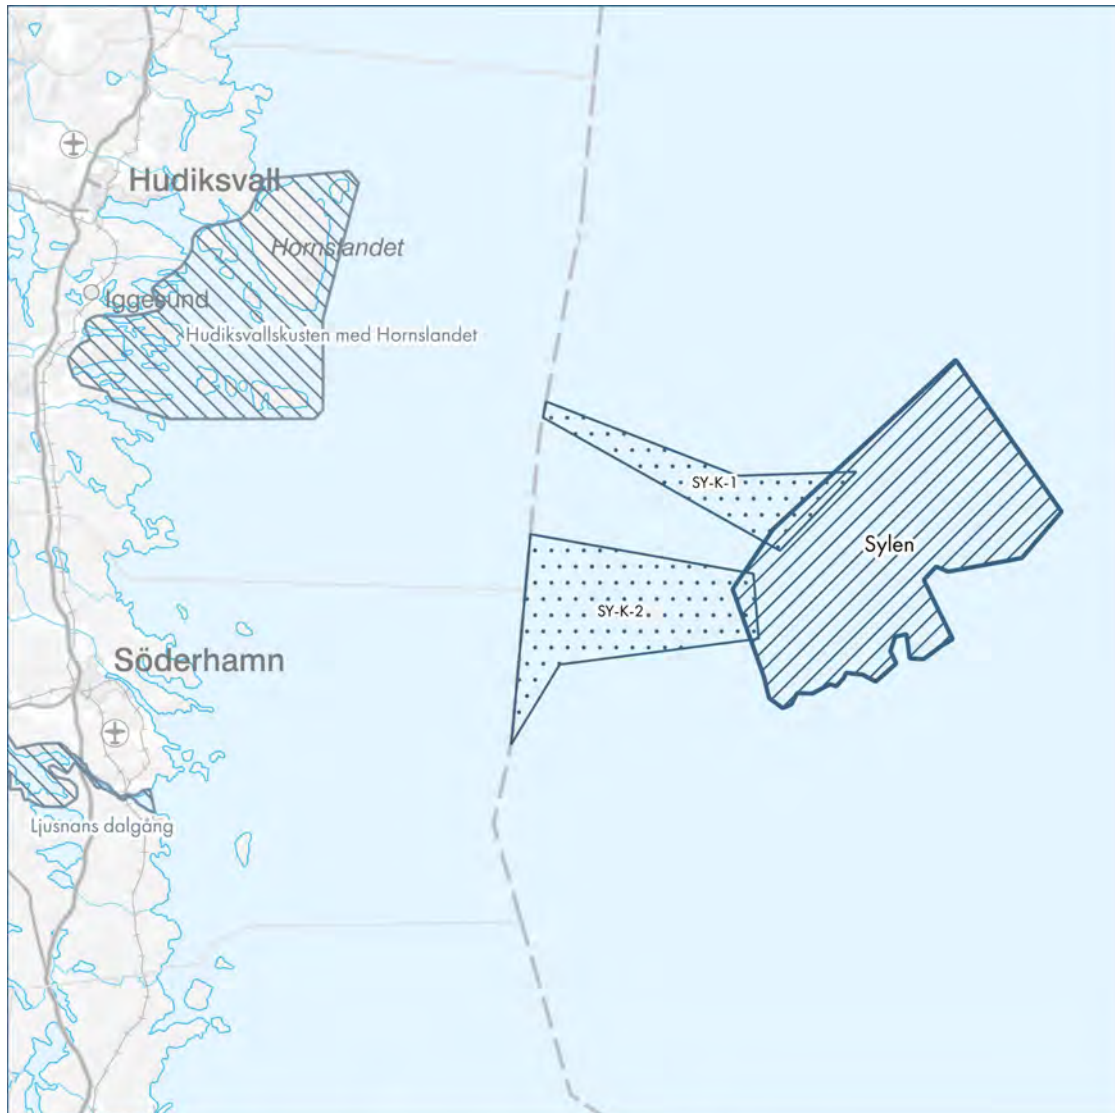 Hudiksvall
Hornslandet
Iggesund
Hudiksvallskusten med Hornslandet
SY-K-1
Sylen
SY-K-2
Söderhamn
Ljusnans dalgång